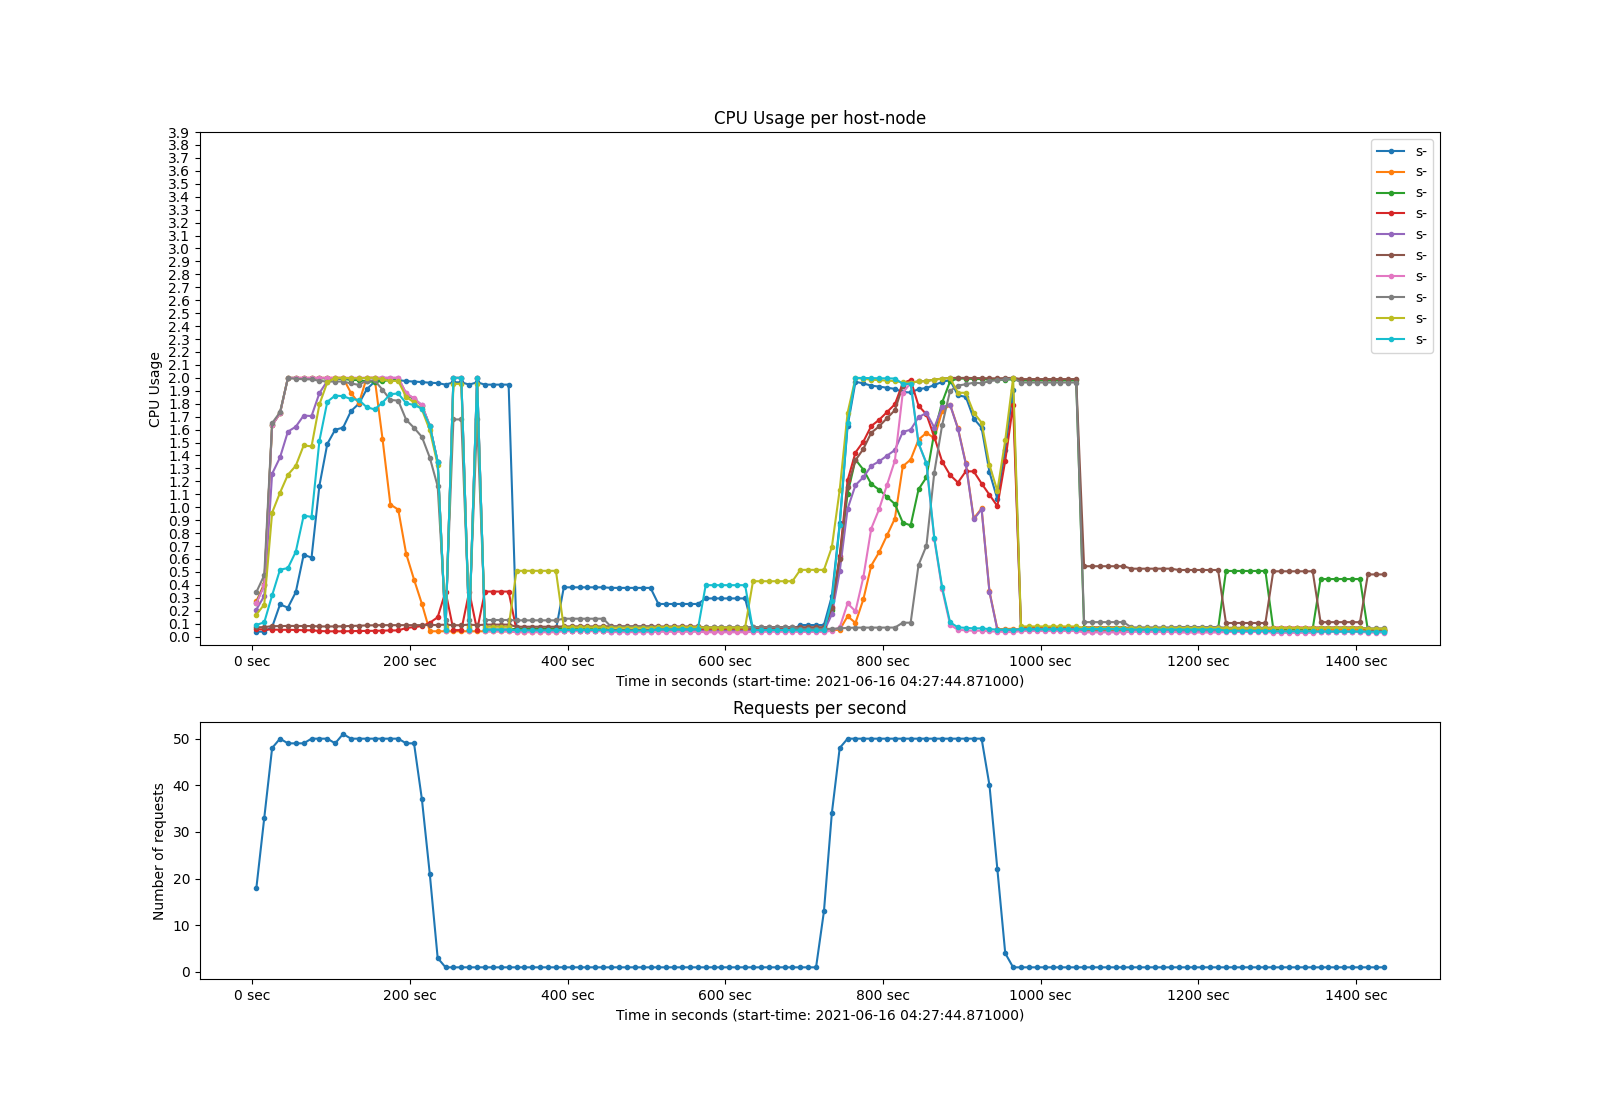 CPU Usage per host-node
3.9
3.8
3.7
3.6
3.5
3.4
3.3
3.2
3.1
3.0
2.9
2.8
2.7
2.6
2.5
2.4
2.3
2.2
2.1
2.0
1.9
1.8
1.7
1.6
1.5
1.4
1.3
1.2
1.1
1.0
0.9
0.8
0.7
0.6
0.5
0.4
0.3
0.2
0.1
0.0
CPU Usage
s-
s-
s-
s-
s-
s-
s-
s-
s-
s-
0 sec 200 sec 400 sec 600 sec 800 sec 1000 sec 1200 sec 1400 sec
Time in seconds (start-time: 2021-06-16 04:27:44.871000)
Requests per second
50
40
30
20
10
0
Number of requests
0 sec 200 sec 400 sec 600 sec 800 sec 1000 sec 1200 sec 1400 sec
Time in seconds (start-time: 2021-06-16 04:27:44.871000)